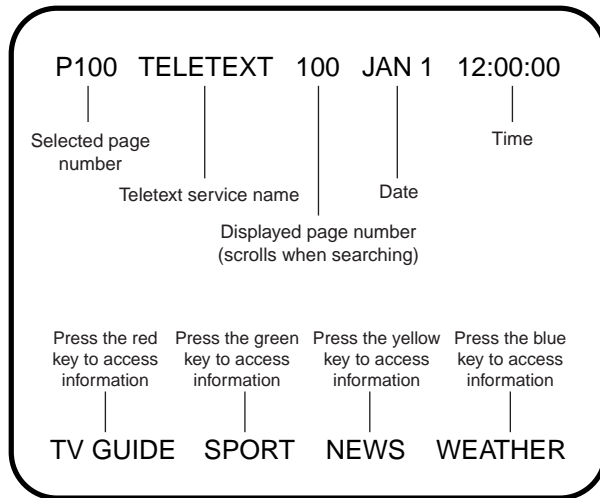 P100 TELETEXT 100 JAN 1 12:00:00
Selected page
number
Time
Teletext service name
Date
Displayed page number
(scrolls when searching)
Press the red
key to access
information
Press the green
key to access
information
Press the yellow
key to access
information
Press the blue
key to access
information
TV GUIDE SPORT NEWS WEATHER